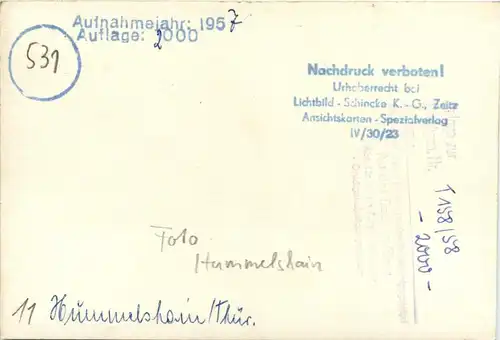 Aufnahmejahr: 1957
Auflage: 2000
531
Nachdruck verboten!
Urheberrecht bei
Lichtbild - Schincke K. - G., Zeitz
Ansichtskarten - Spezialverlag
IV/30/23
T 158/58
- 2000 -
Foto
Hummelshain
11 Hummelshain/Thür.